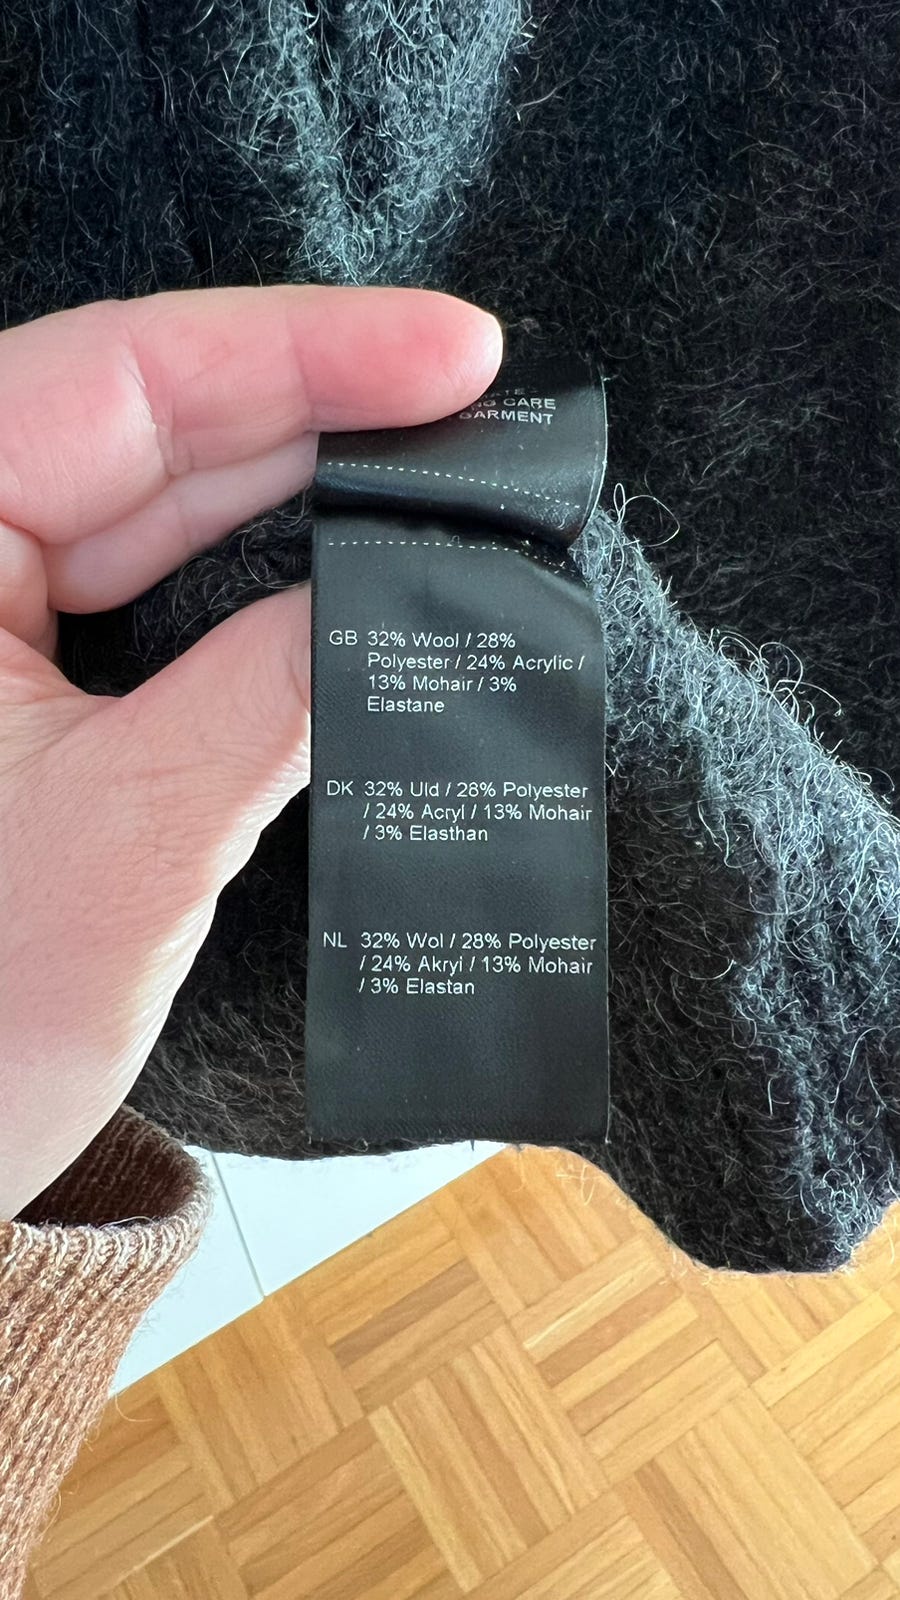 CARE
GARMENT
GB 32% Wool / 28%
Polyester / 24% Acrylic /
13% Mohair / 3%
Elastane
DK 32% Uld / 28% Polyester
/ 24% Acryl / 13% Mohair
/ 3% Elasthan
NL 32% Wol / 28% Polyester
/ 24% Akryl / 13% Mohair
/ 3% Elastan